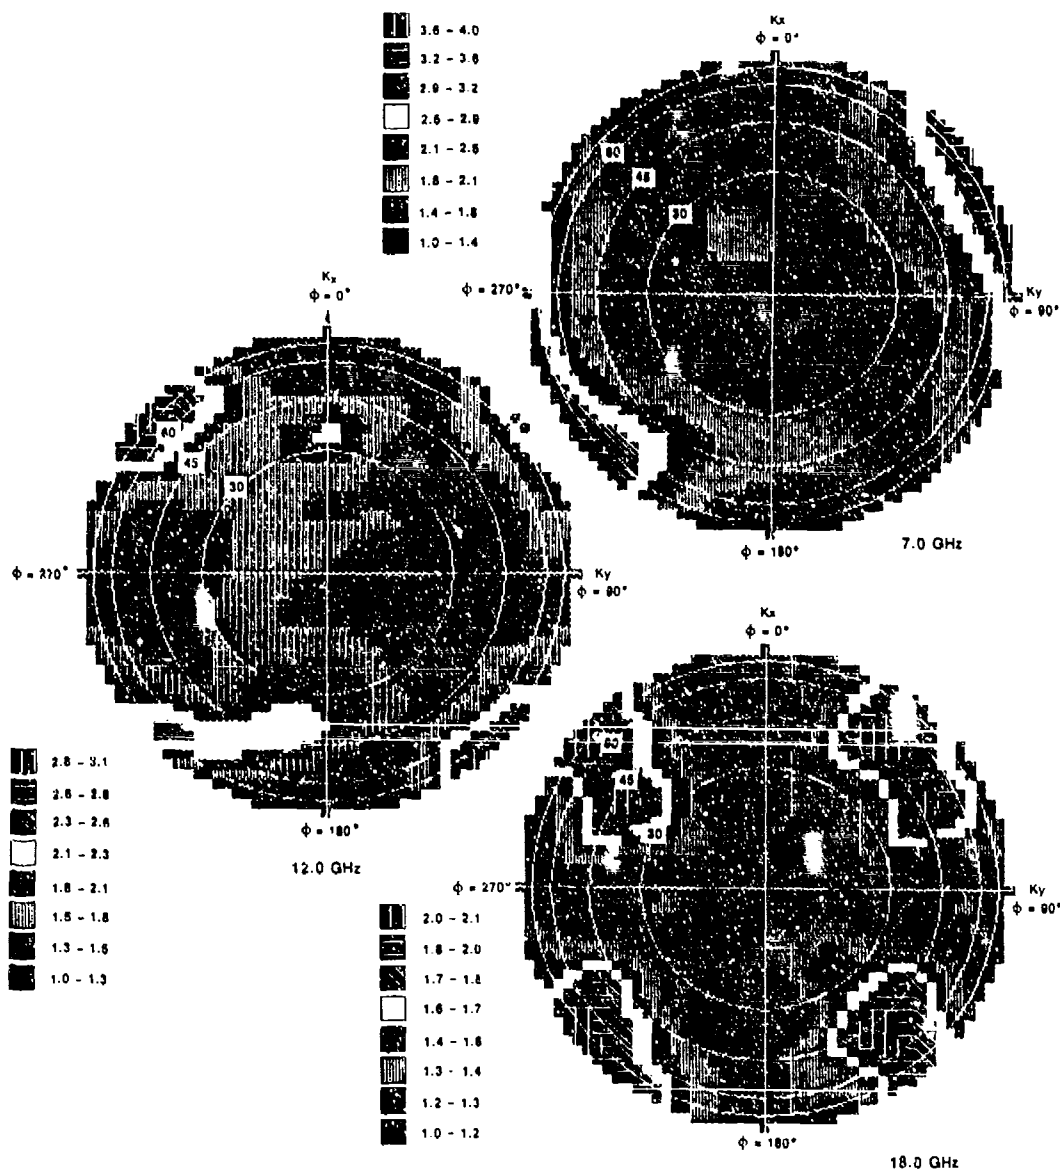 3.6 - 4.0
3.2 - 3.6
2.9 - 3.2
2.5 - 2.9
2.1 - 2.5
1.8 - 2.1
1.4 - 1.8
1.0 - 1.4
Kx
ϕ = 0°
60
45
30
ϕ = 270°
Ky
ϕ = 90°
ϕ = 180°
7.0 GHz
Kx
ϕ = 0°
60
45
30
ϕ = 270°
Ky
ϕ = 90°
ϕ = 180°
12.0 GHz
2.8 - 3.1
2.6 - 2.8
2.3 - 2.6
2.1 - 2.3
1.8 - 2.1
1.5 - 1.8
1.3 - 1.5
1.0 - 1.3
Kx
ϕ = 0°
60
45
30
ϕ = 270°
Ky
ϕ = 90°
ϕ = 180°
18.0 GHz
2.0 - 2.1
1.8 - 2.0
1.7 - 1.8
1.6 - 1.7
1.4 - 1.6
1.3 - 1.4
1.2 - 1.3
1.0 - 1.2